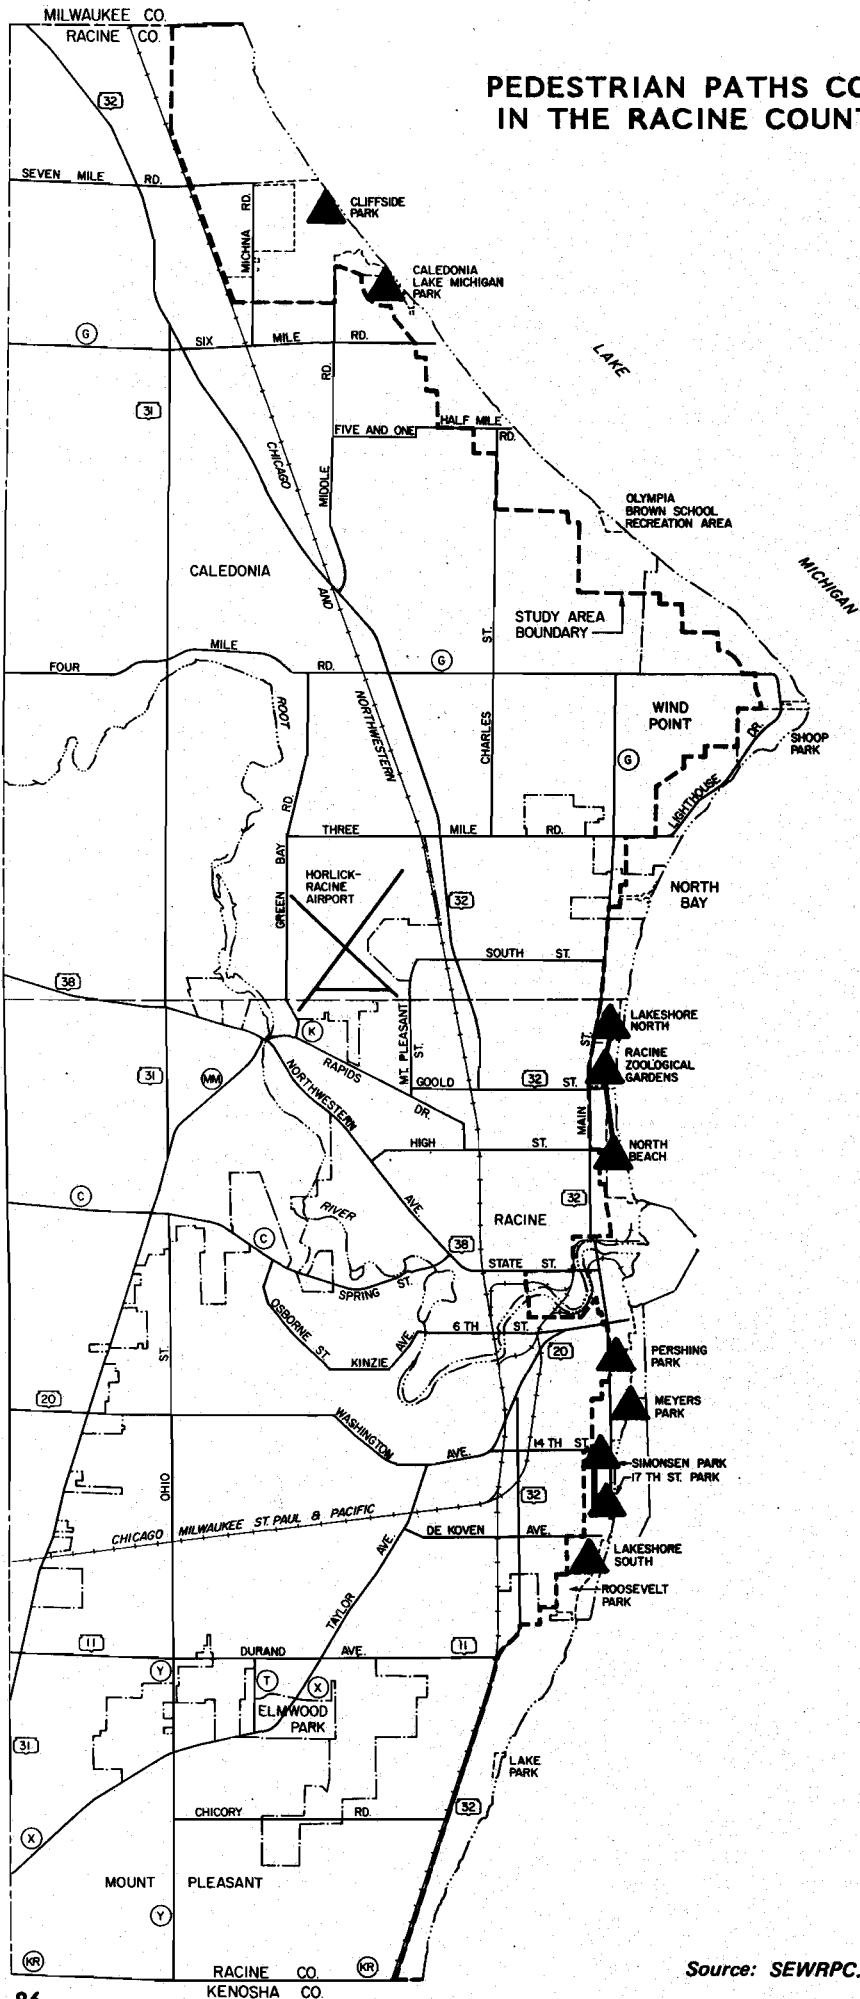 MILWAUKEE CO.
RACINE CO.
PEDESTRIAN PATHS
IN THE RACINE
32
SEVEN MILE RD.
MICHNA RD.
CLIFFSIDE
PARK
CALEDONIA
LAKE MICHIGAN
PARK
G
SIX MILE RD.
LAKE
31
MIDDLE RD.
FIVE AND ONE HALF MILE RD.
CHICAGO AND NORTHWESTERN
OLYMPIA
BROWN SCHOOL
RECREATION AREA
MICHIGAN
CALEDONIA
STUDY AREA
BOUNDARY
FOUR MILE RD.
G
ROOT
CHARLES ST.
WIND
POINT
SHOOP
PARK
G
LIGHTHOUSE DR.
GREEN BAY RD.
THREE MILE RD.
HORLICK-
RACINE
AIRPORT
32
NORTH
BAY
SOUTH ST.
38
LAKESHORE
NORTH
K
MT. PLEASANT ST.
RACINE
ZOOLOGICAL
GARDENS
31
MM
RAPIDS DR.
GOOLD ST.
32
MAIN ST.
NORTHWESTERN AVE.
HIGH ST.
NORTH
BEACH
C
32
RIVER
RACINE
C
38
STATE ST.
SPRING ST.
OSBORNE ST.
6 TH ST.
KINZIE AVE.
20
PERSHING
PARK
ST.
20
MEYERS
PARK
WASHINGTON AVE.
14 TH ST.
SIMONSEN PARK
17 TH ST. PARK
OHIO
32
CHICAGO MILWAUKEE ST. PAUL & PACIFIC
DE KOVEN AVE.
LAKESHORE
SOUTH
ROOSEVELT
PARK
TAYLOR AVE.
11
DURAND AVE.
11
Y
T
X
ELMWOOD
PARK
31
LAKE
PARK
32
CHICORY RD.
X
MOUNT PLEASANT
Y
KR
RACINE CO.
KR
KENOSHA CO.
Source: SEWRPC.